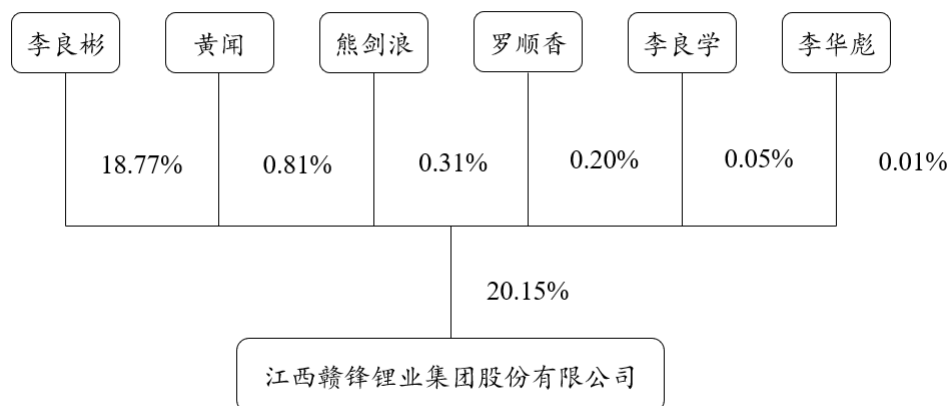 李良彬 黄闻 熊剑浪 罗顺香 李良学 李华彪
18.77% 0.81% 0.31% 0.20% 0.05% 0.01%
20.15%
江西赣锋锂业集团股份有限公司